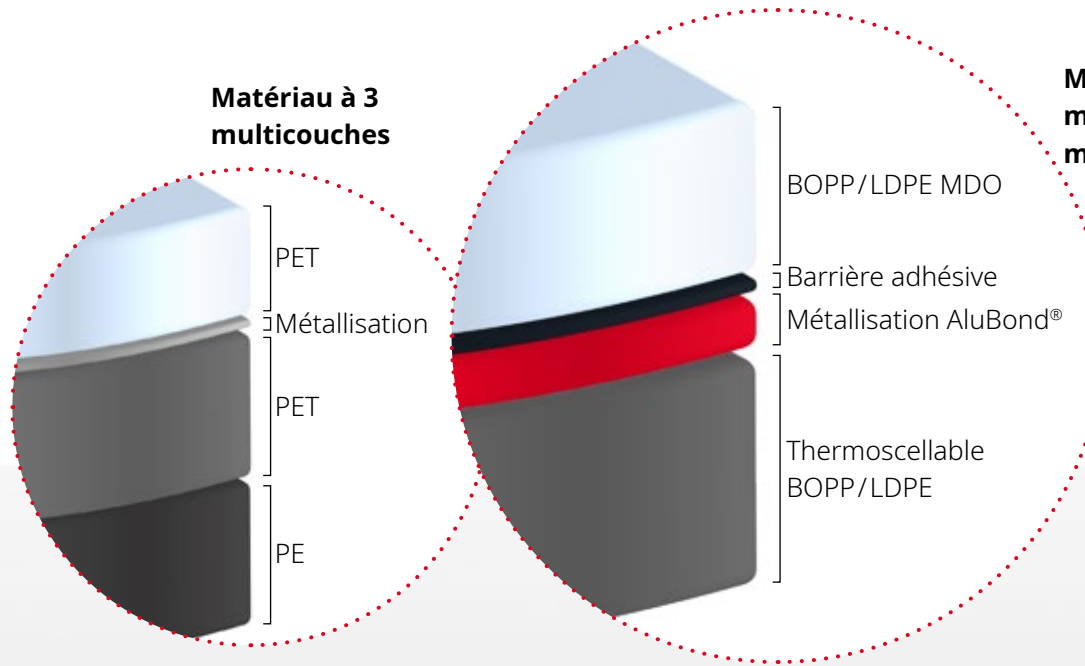 Matériau à 3
multicouches
PET
Métallisation
PET
PE
BOPP/LDPE MDO
Barrière adhésive
Métallisation AluBond®
Thermoscellable
BOPP/LDPE